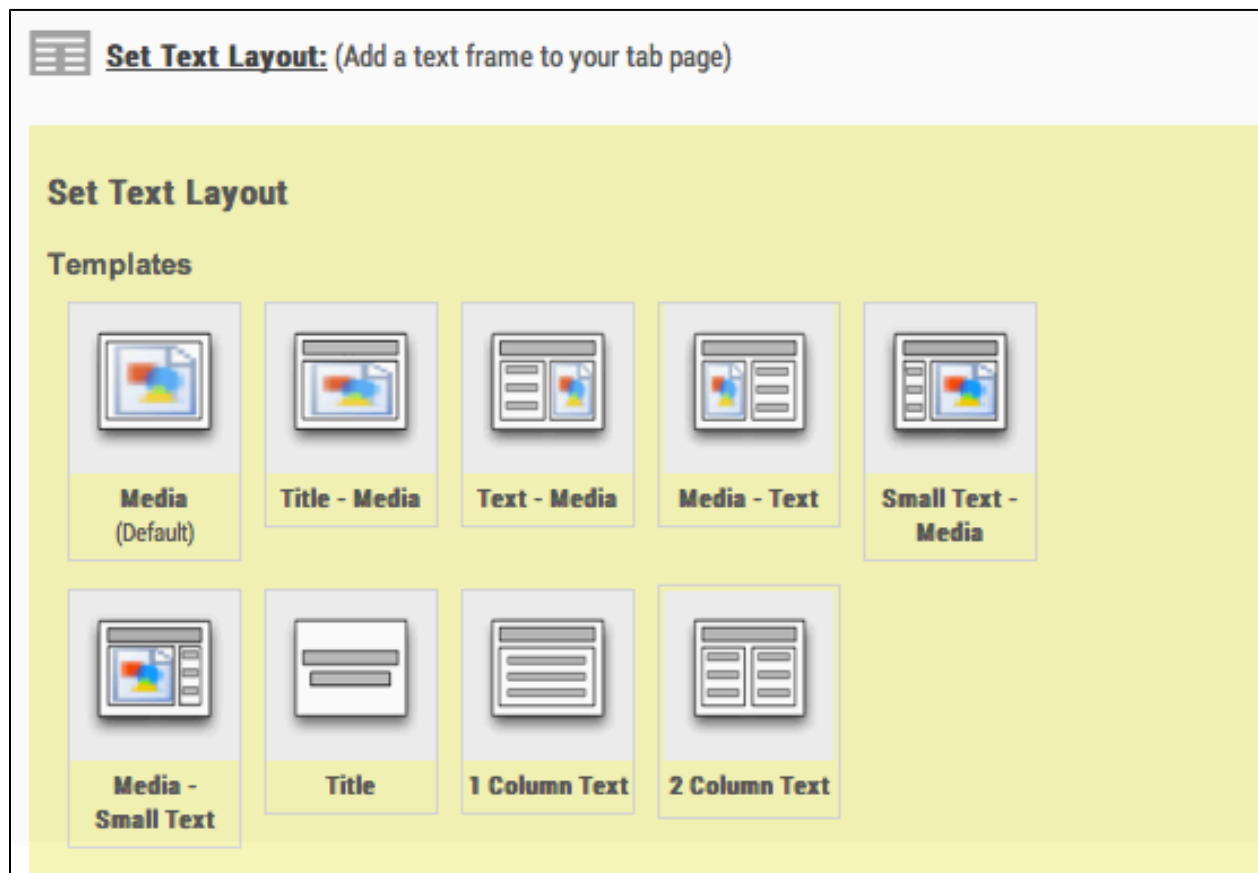 Set Text Layout: (Add a text frame to your tab page)
Set Text Layout
Templates
Media
(Default)
Title - Media
Text - Media
Media - Text
Small Text -
Media
Media -
Small Text
Title
1 Column Text
2 Column Text